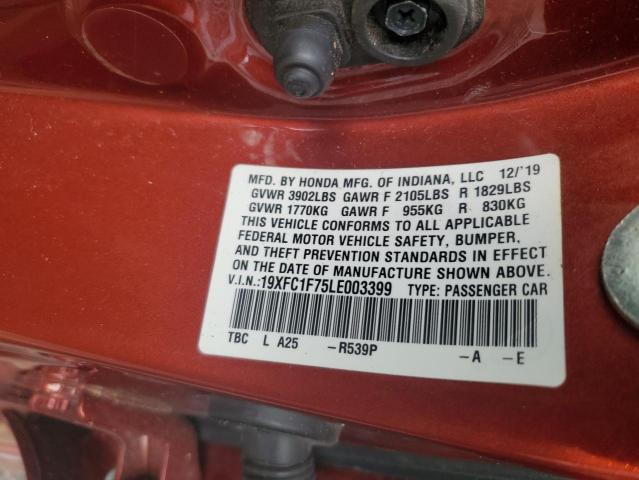 MFD. BY HONDA MFG. OF INDIANA, LLC 12/'19
GVWR 3902LBS GAWR F 2105LBS R 1829LBS
GVWR 1770KG GAWR F 955KG R 830KG
THIS VEHICLE CONFORMS TO ALL APPLICABLE
FEDERAL MOTOR VEHICLE SAFETY, BUMPER,
AND THEFT PREVENTION STANDARDS IN EFFECT
ON THE DATE OF MANUFACTURE SHOWN ABOVE.
V.I.N.:19XFC1F75LE003399 TYPE: PASSENGER CAR
TBC L A25 -R539P -A -E